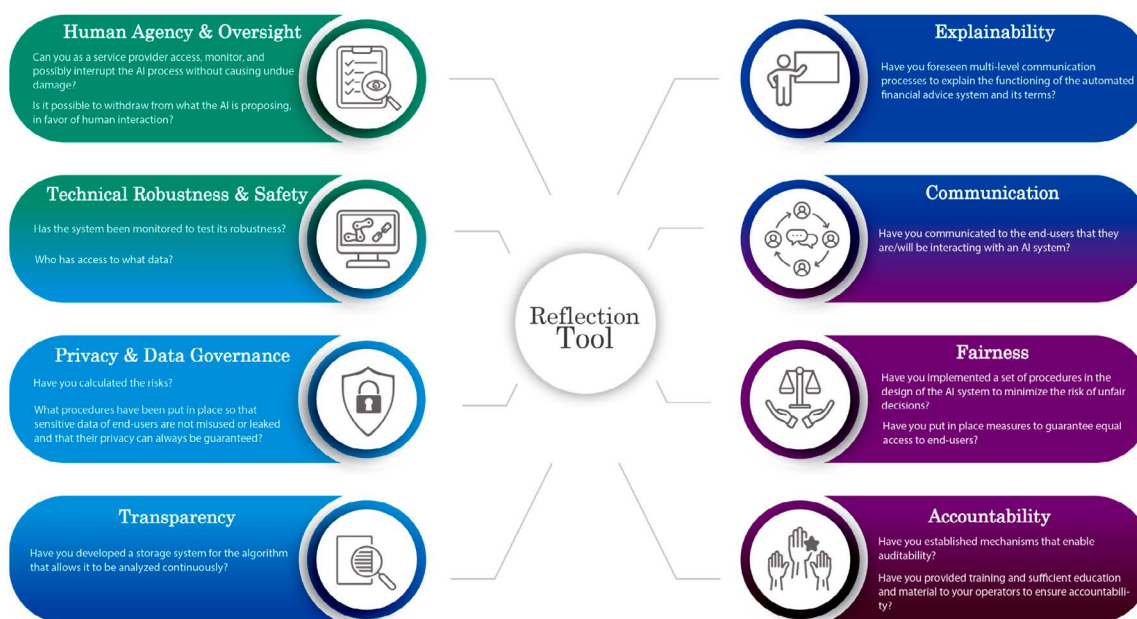 Human Agency & Oversight
Can you as a service provider access, monitor, and
possibly interrupt the AI process without causing undue
damage?
Is it possible to withdraw from what the AI is proposing,
in favor of human interaction?
Technical Robustness & Safety
Has the system been monitored to test its robustness?
Who has access to what data?
Privacy & Data Governance
Have you calculated the risks?
What procedures have been put in place so that
sensitive data of end-users are not misused or leaked
and that their privacy can always be guaranteed?
Transparency
Have you developed a storage system for the algorithm
that allows it to be analyzed continuously?
Reflection
Tool
Explainability
Have you foreseen multi-level communication
processes to explain the functioning of the automated
financial advice system and its terms?
Communication
Have you communicated to the end-users that they
are/will be interacting with an AI system?
Fairness
Have you implemented a set of procedures in the
design of the AI system to minimize the risk of unfair
decisions?
Have you put in place measures to guarantee equal
access to end-users?
Accountability
Have you established mechanisms that enable
auditability?
Have you provided training and sufficient education
and material to your operators to ensure accountabili-
ty?